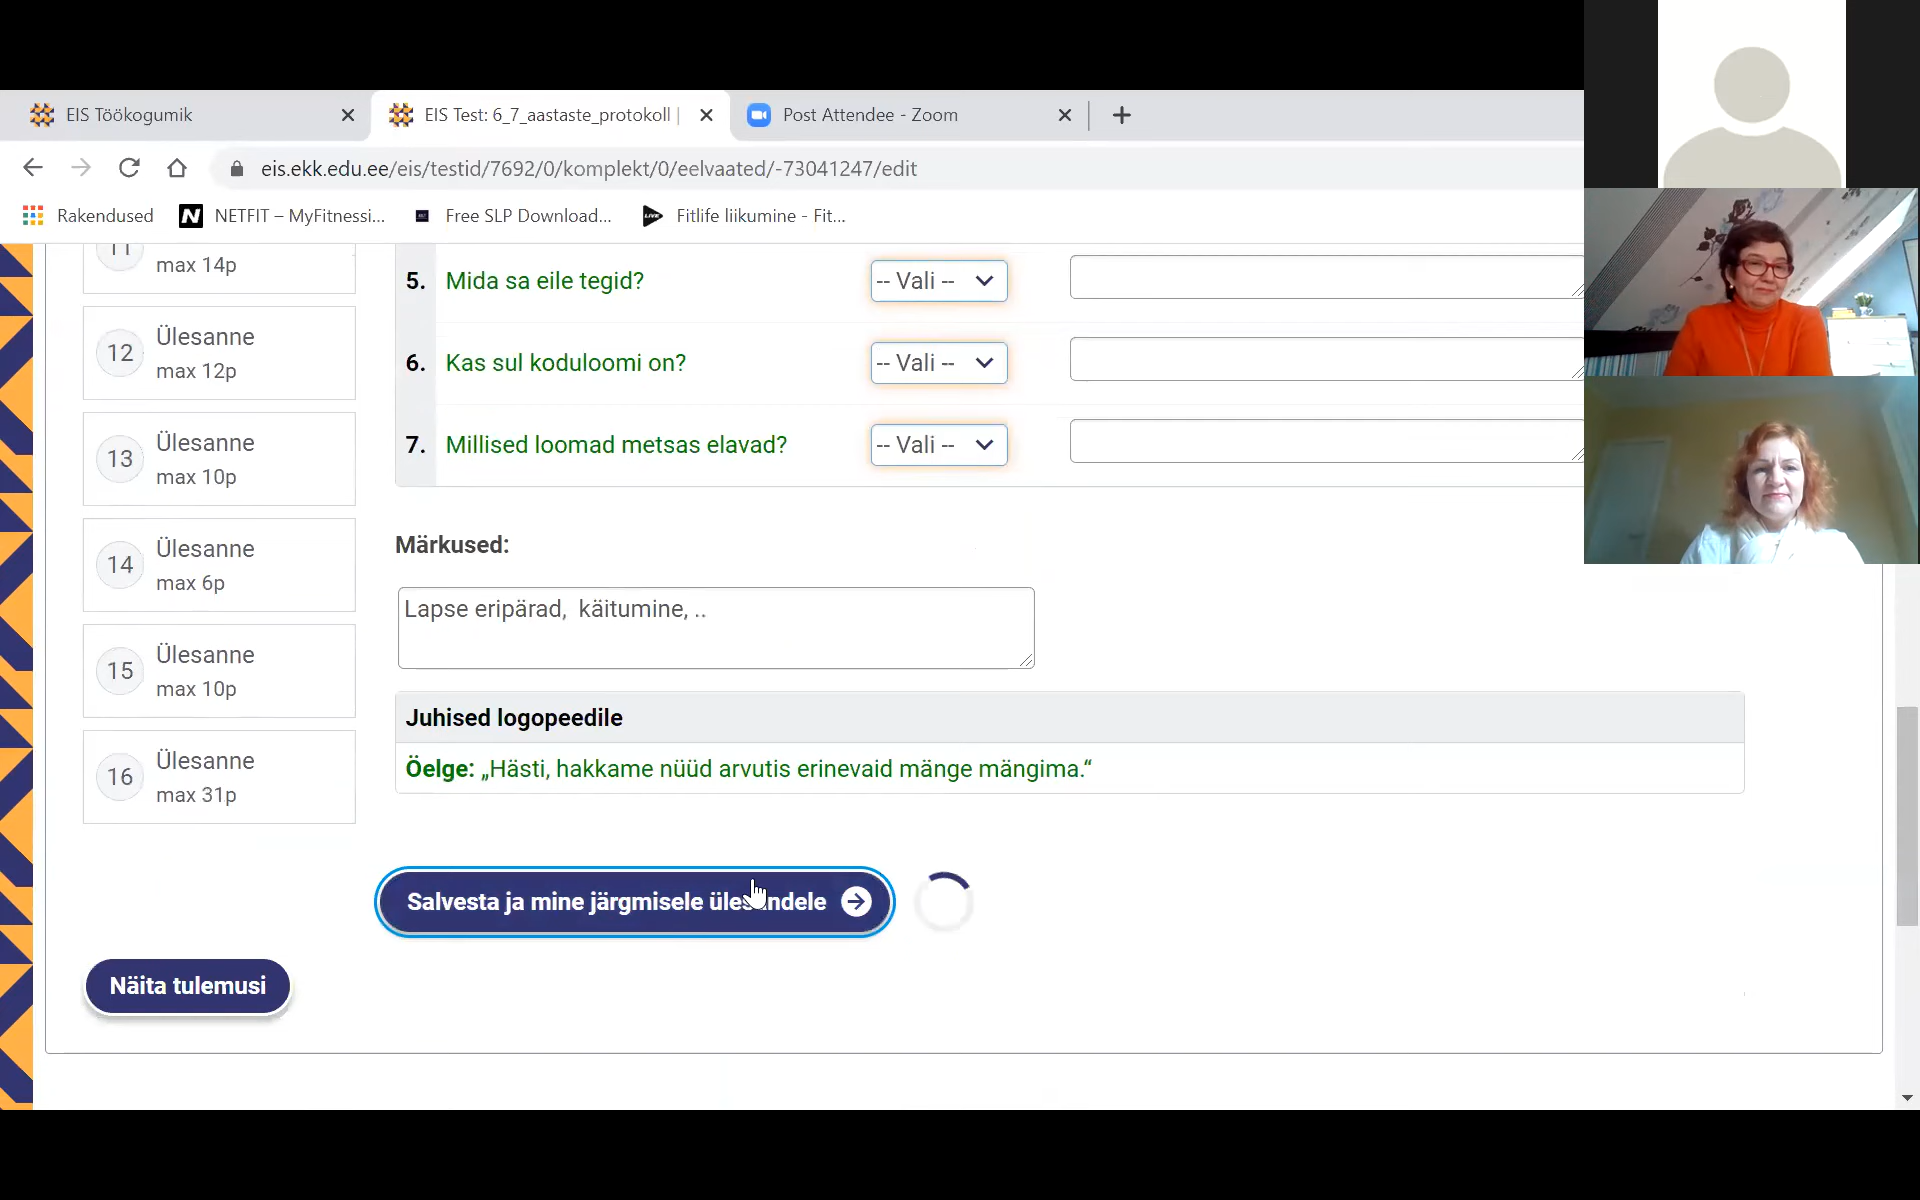 EIS Töökogumik
EIS Test: 6_7_aastaste_protokoll |
Post Attendee - Zoom
eis.ekk.edu.ee/eis/testid/7692/0/komplekt/0/eelvaated/-73041247/edit
Rakendused
NETFIT – MyFitnessi...
Free SLP Download...
Fitlife liikumine - Fit...
11
max 14p
12
Ülesanne
max 12p
13
Ülesanne
max 10p
14
Ülesanne
max 6p
15
Ülesanne
max 10p
16
Ülesanne
max 31p
5. Mida sa eile tegid? -- Vali --
6. Kas sul koduloomi on? -- Vali --
7. Millised loomad metsas elavad? -- Vali --
Märkused:
Lapse eripärad, käitumine, ..
Juhised logopeedile
Öelge: „Hästi, hakkame nüüd arvutis erinevaid mänge mängima.“
Salvesta ja mine järgmisele ülesandele
Näita tulemusi